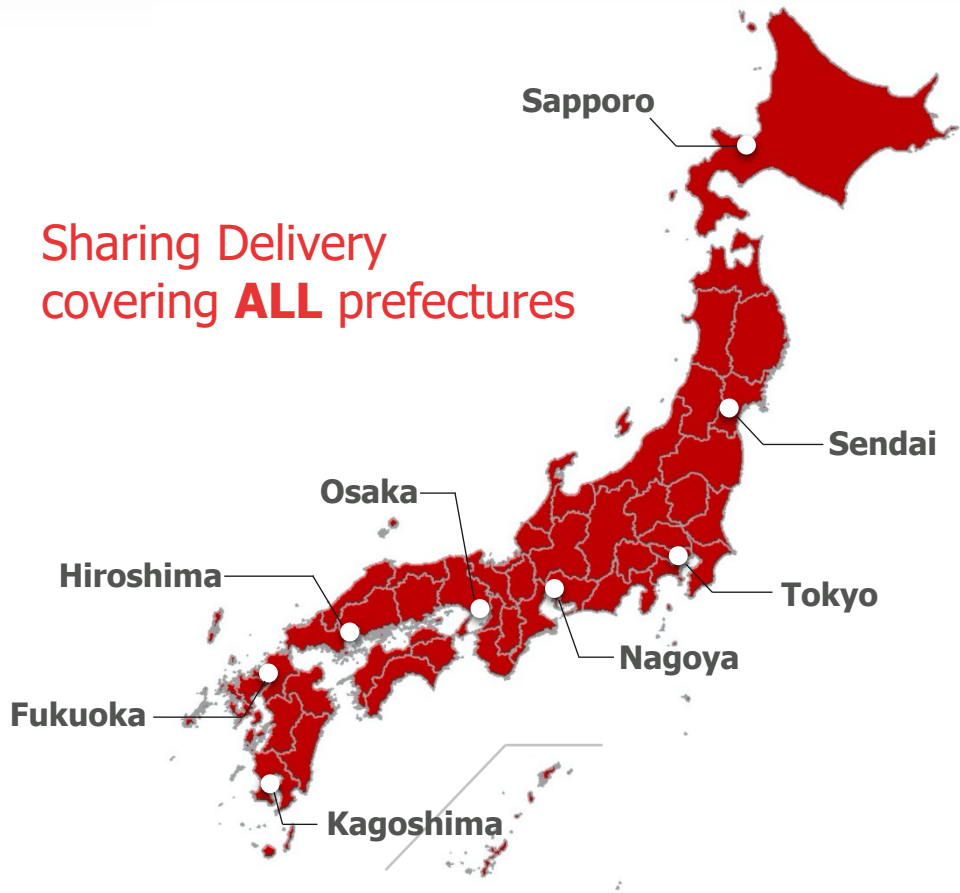 Sapporo
Sharing Delivery
covering ALL prefectures
Sendai
Osaka
Hiroshima
Tokyo
Nagoya
Fukuoka
Kagoshima